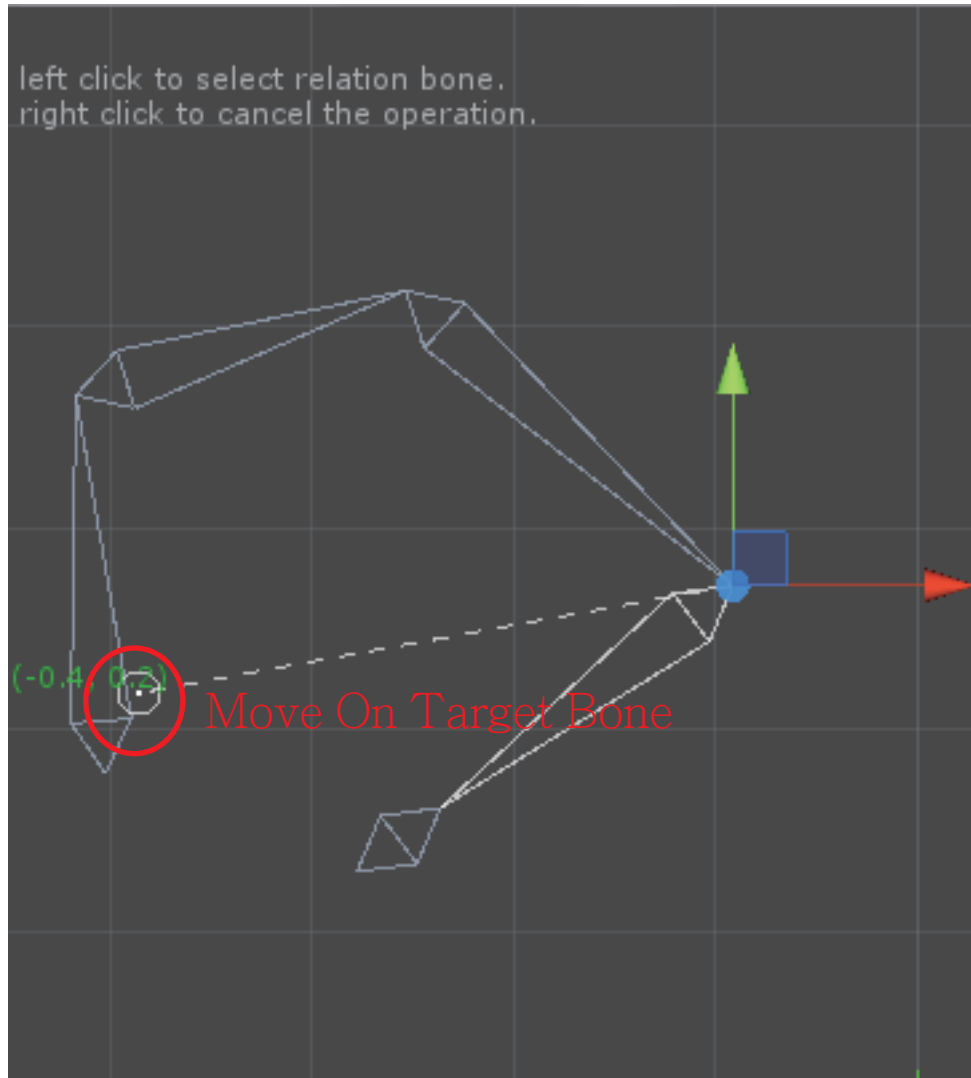 left click to select relation bone.
right click to cancel the operation.
(-0.4, 0.2)
Move On Target Bone